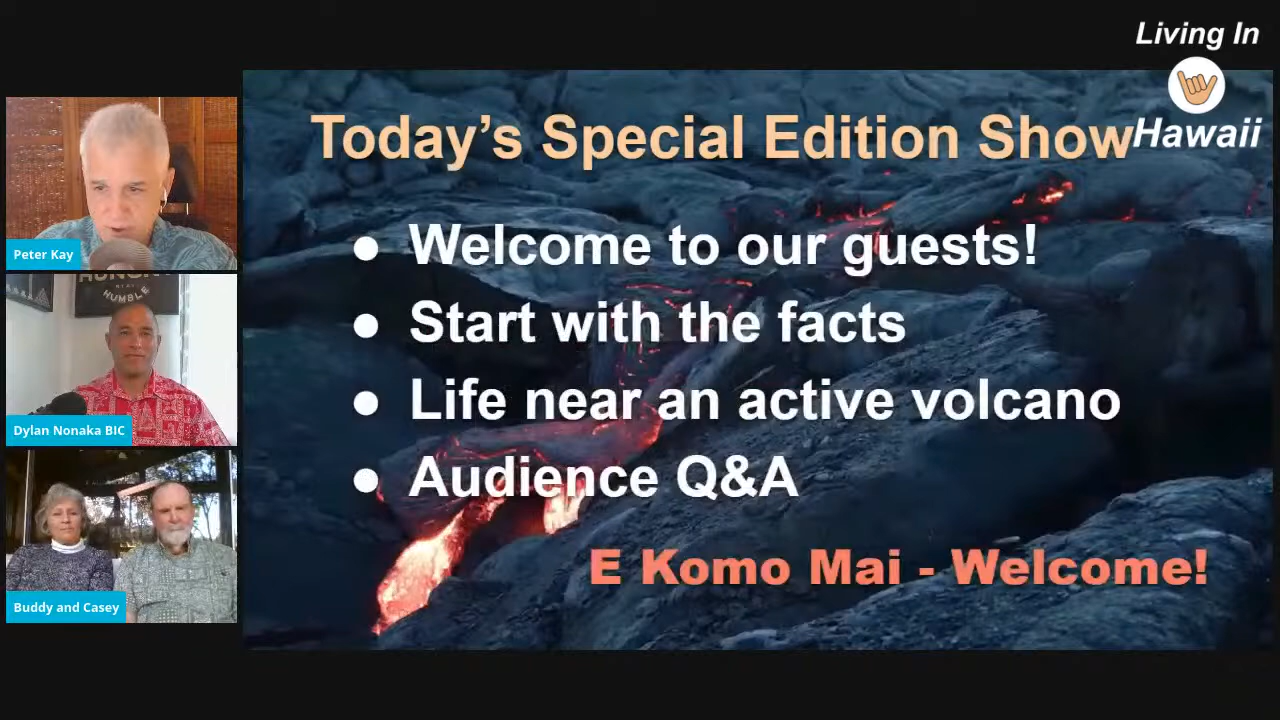 Living In
Hawaii
Today's Special Edition Show
● Welcome to our guests!
● Start with the facts
● Life near an active volcano
● Audience Q&A
E Komo Mai - Welcome!
Peter Kay
HUMBLE
Dylan Nonaka BIC
Buddy and Casey